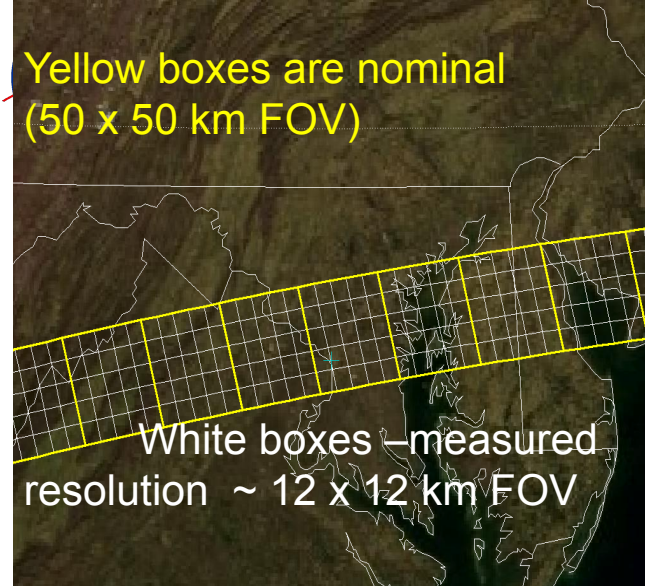 Yellow boxes are nominal
(50 x 50 km FOV)
White boxes –measured
resolution ~ 12 x 12 km FOV